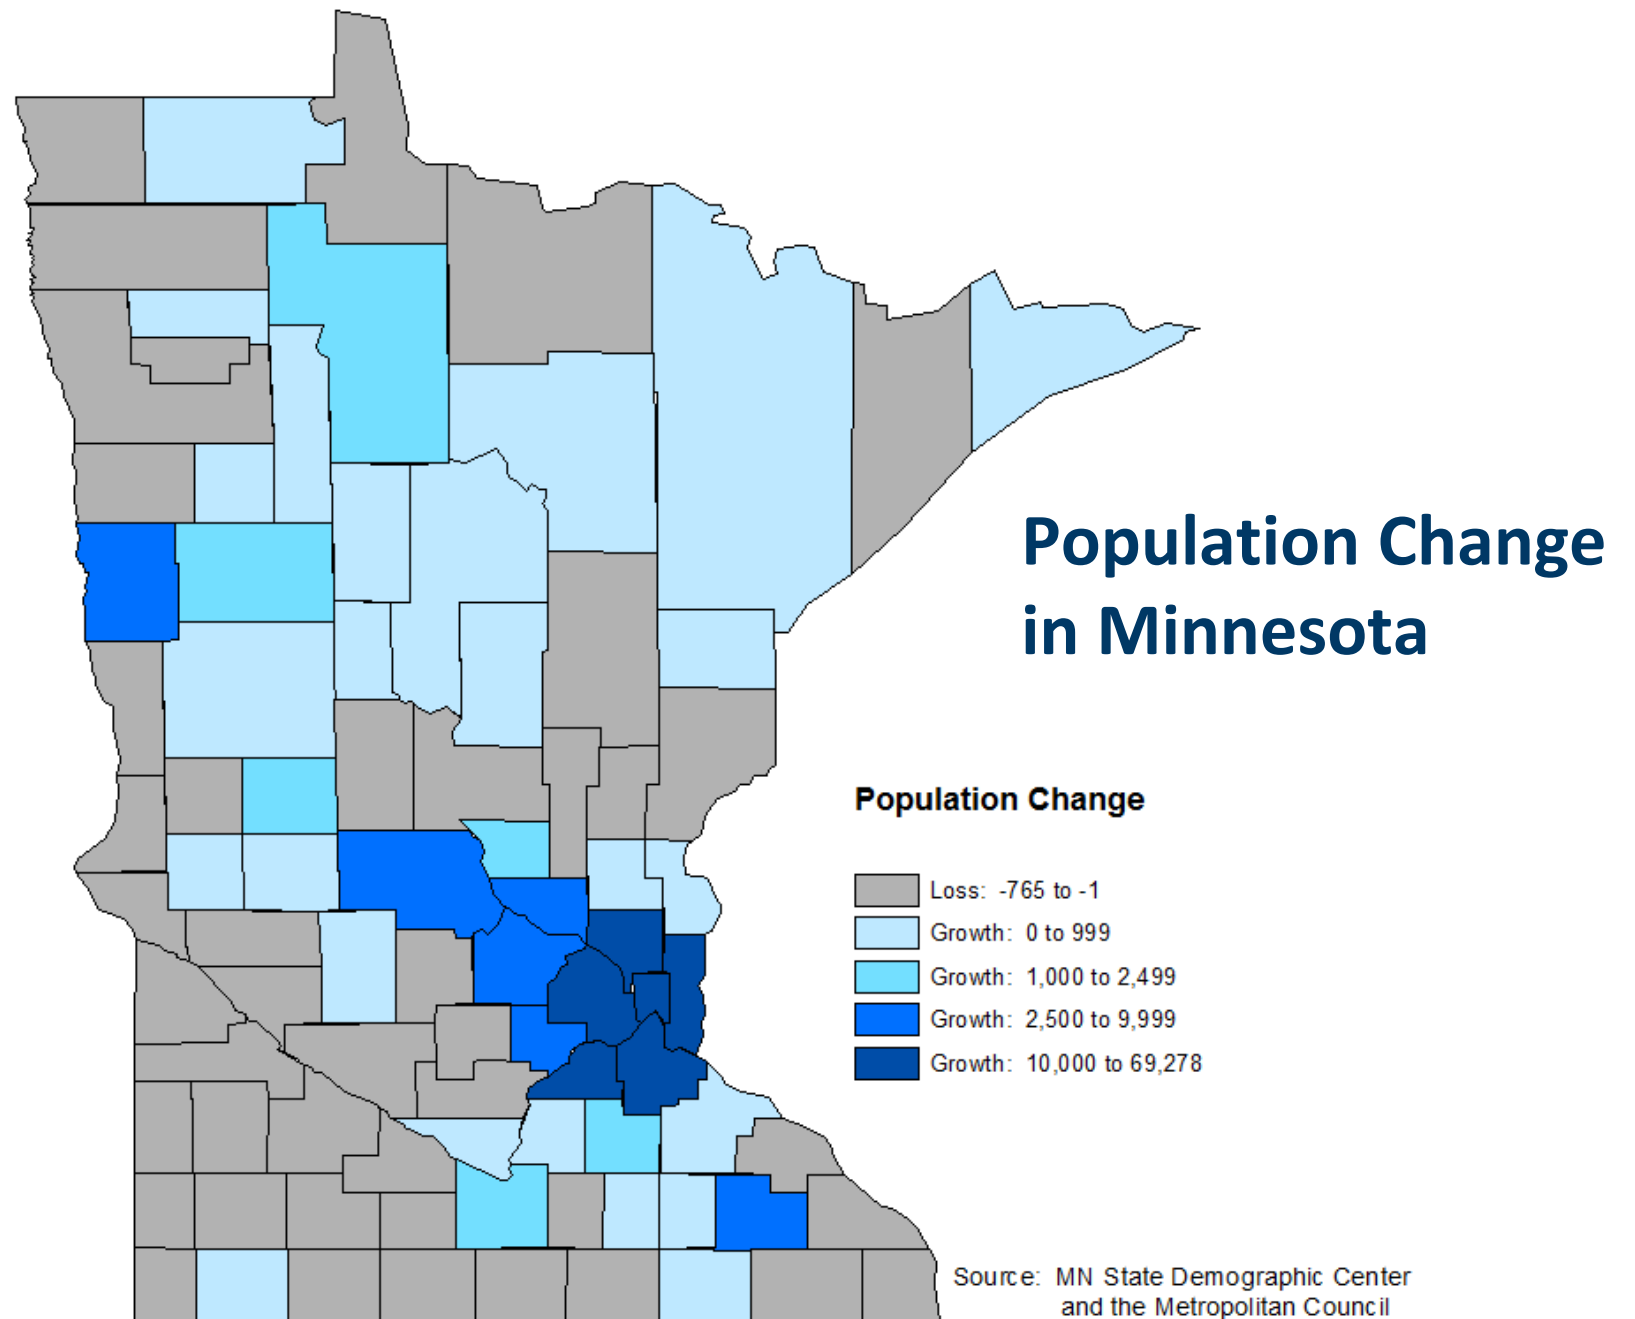 Population Change
in Minnesota
Population Change
Loss: -765 to -1
Growth: 0 to 999
Growth: 1,000 to 2,499
Growth: 2,500 to 9,999
Growth: 10,000 to 69,278
Source: MN State Demographic Center
and the Metropolitan Council